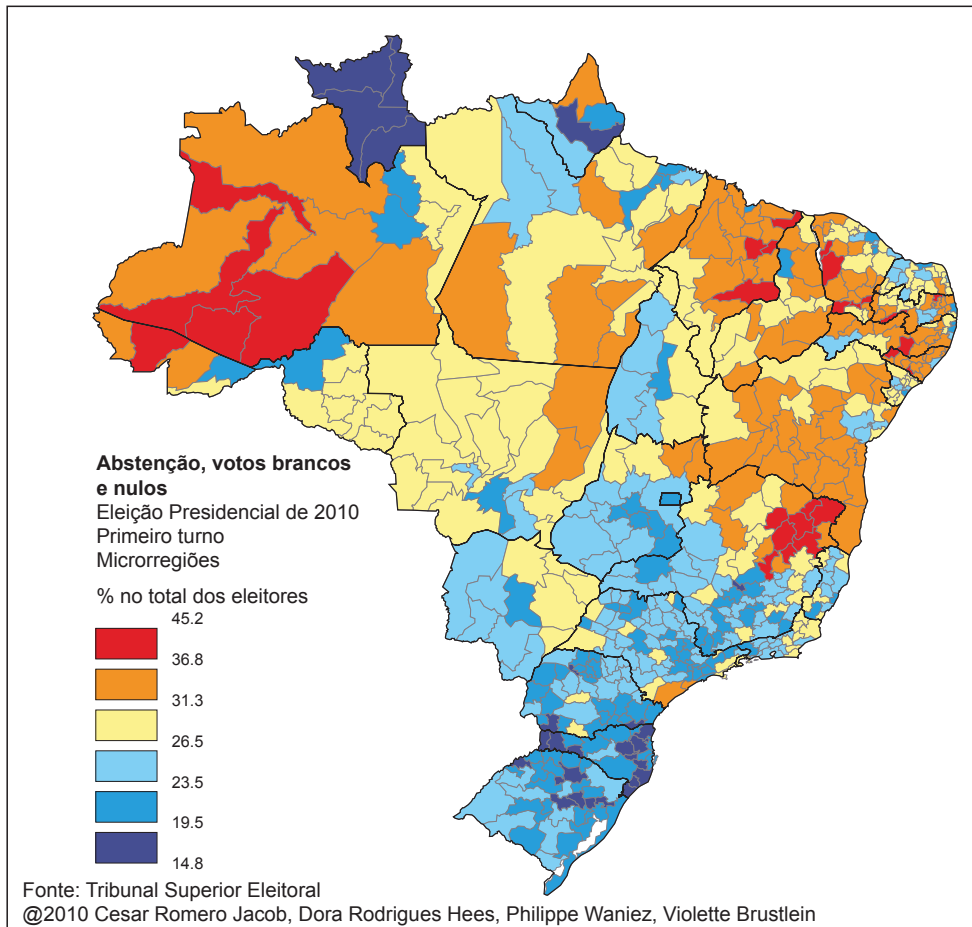 Abstenção, votos brancos
e nulos
Eleição Presidencial de 2010
Primeiro turno
Microrregiões
% no total dos eleitores
45.2
36.8
31.3
26.5
23.5
19.5
14.8
Fonte: Tribunal Superior Eleitoral
@2010 Cesar Romero Jacob, Dora Rodrigues Hees, Philippe Waniez, Violette Brustlein